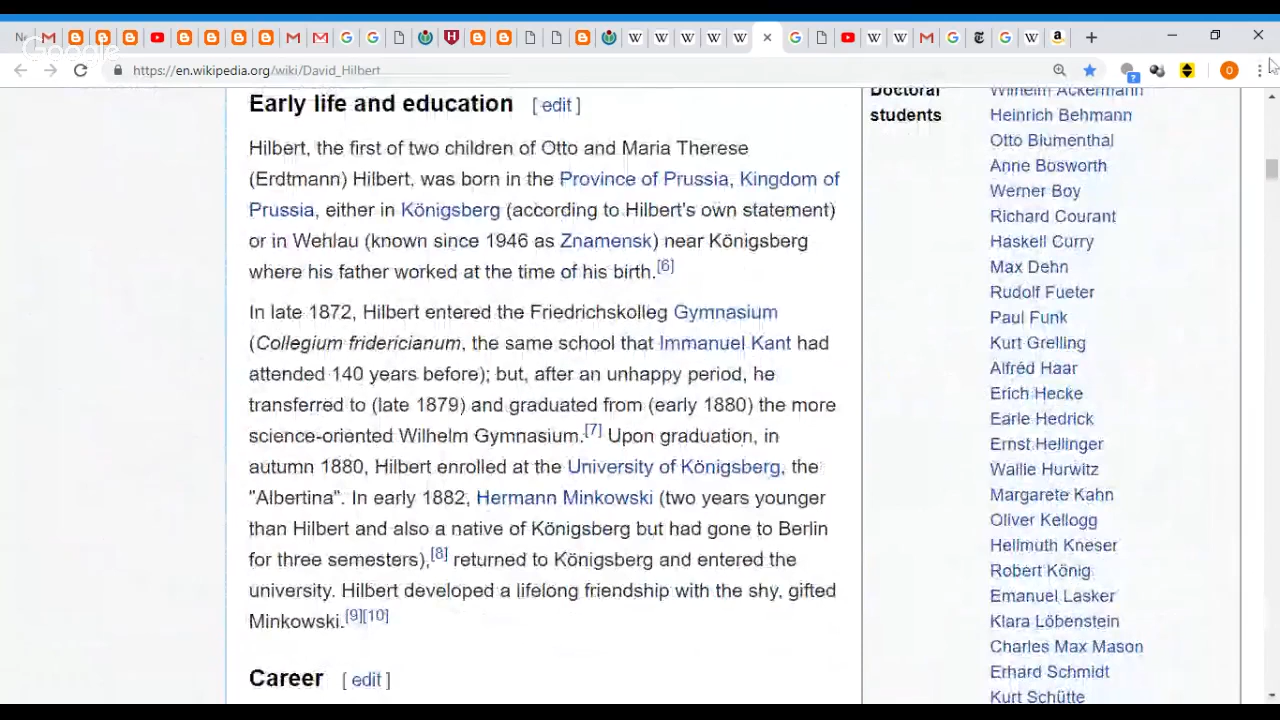 Google
https://en.wikipedia.org/wiki/David_Hilbert
Early life and education [ edit ]
Hilbert, the first of two children of Otto and Maria Therese
(Erdtmann) Hilbert, was born in the Province of Prussia, Kingdom of
Prussia, either in Königsberg (according to Hilbert's own statement)
or in Wehlau (known since 1946 as Znamensk) near Königsberg
where his father worked at the time of his birth.[6]
In late 1872, Hilbert entered the Friedrichskolleg Gymnasium
(Collegium fridericianum, the same school that Immanuel Kant had
attended 140 years before); but, after an unhappy period, he
transferred to (late 1879) and graduated from (early 1880) the more
science-oriented Wilhelm Gymnasium.[7] Upon graduation, in
autumn 1880, Hilbert enrolled at the University of Königsberg, the
"Albertina". In early 1882, Hermann Minkowski (two years younger
than Hilbert and also a native of Königsberg but had gone to Berlin
for three semesters),[8] returned to Königsberg and entered the
university. Hilbert developed a lifelong friendship with the shy, gifted
Minkowski.[9][10]
Career [ edit ]
Doctoral
students
Wilhelm Ackermann
Heinrich Behmann
Otto Blumenthal
Anne Bosworth
Werner Boy
Richard Courant
Haskell Curry
Max Dehn
Rudolf Fueter
Paul Funk
Kurt Grelling
Alfréd Haar
Erich Hecke
Earle Hedrick
Ernst Hellinger
Wallie Hurwitz
Margarete Kahn
Oliver Kellogg
Hellmuth Kneser
Robert König
Emanuel Lasker
Klara Löbenstein
Charles Max Mason
Erhard Schmidt
Kurt Schütte